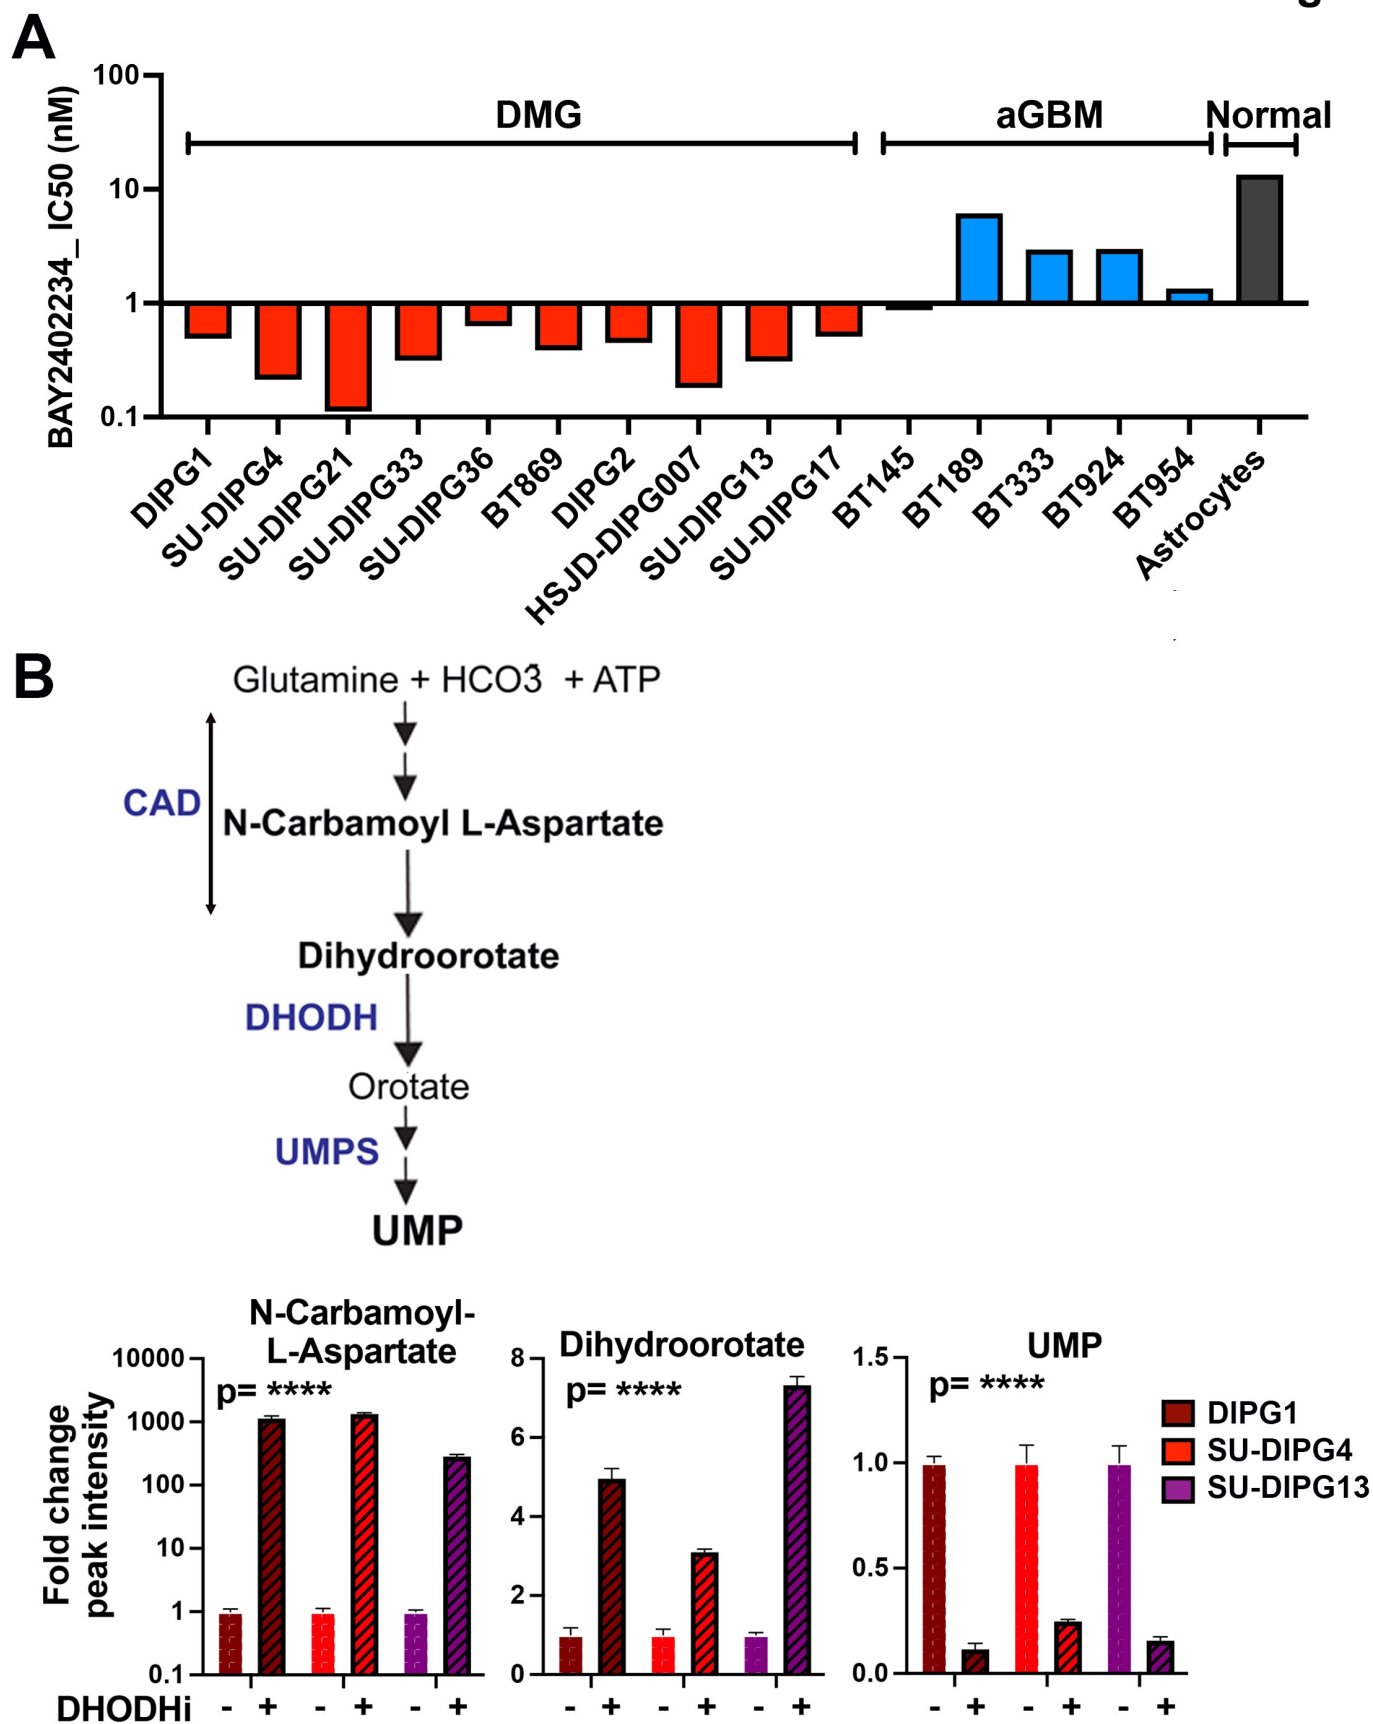 g
A
100
10
1
0.1
BAY2402234_ IC50 (nM)
DMG
aGBM
Normal
DIPG1
SU-DIPG4
SU-DIPG21
SU-DIPG33
SU-DIPG36
BT869
DIPG2
HSJD-DIPG007
SU-DIPG13
SU-DIPG17
BT145
BT189
BT333
BT924
BT954
Astrocytes
B
Glutamine + HCO3̄ + ATP
CAD
N-Carbamoyl L-Aspartate
Dihydroorotate
DHODH
Orotate
UMPS
UMP
Fold change
peak intensity
N-Carbamoyl-
L-Aspartate
p= ****
10000
1000
100
10
1
0.1
Dihydroorotate
p= ****
8
6
4
2
0
UMP
p= ****
1.5
1.0
0.5
0.0
DIPG1
SU-DIPG4
SU-DIPG13
DHODHi - + - + - + - + - + - + - + - + - +